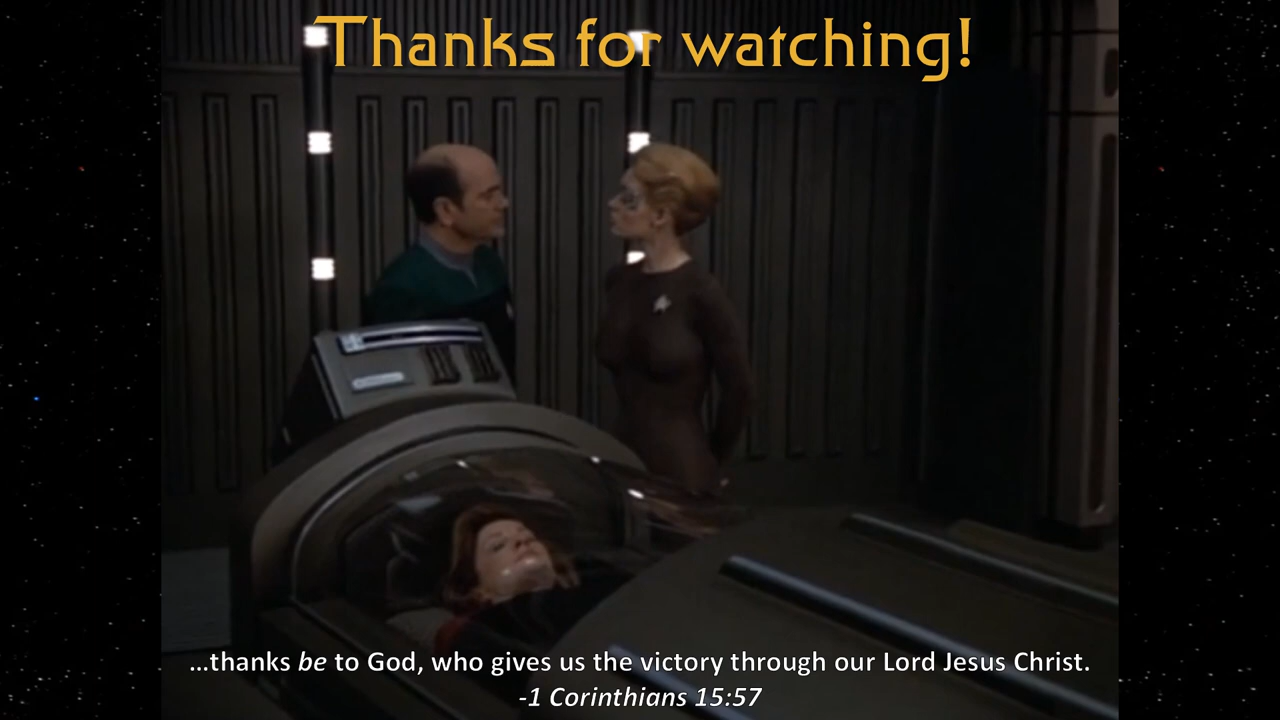 Thanks for watching!
...thanks be to God, who gives us the victory through our Lord Jesus Christ.
-1 Corinthians 15:57